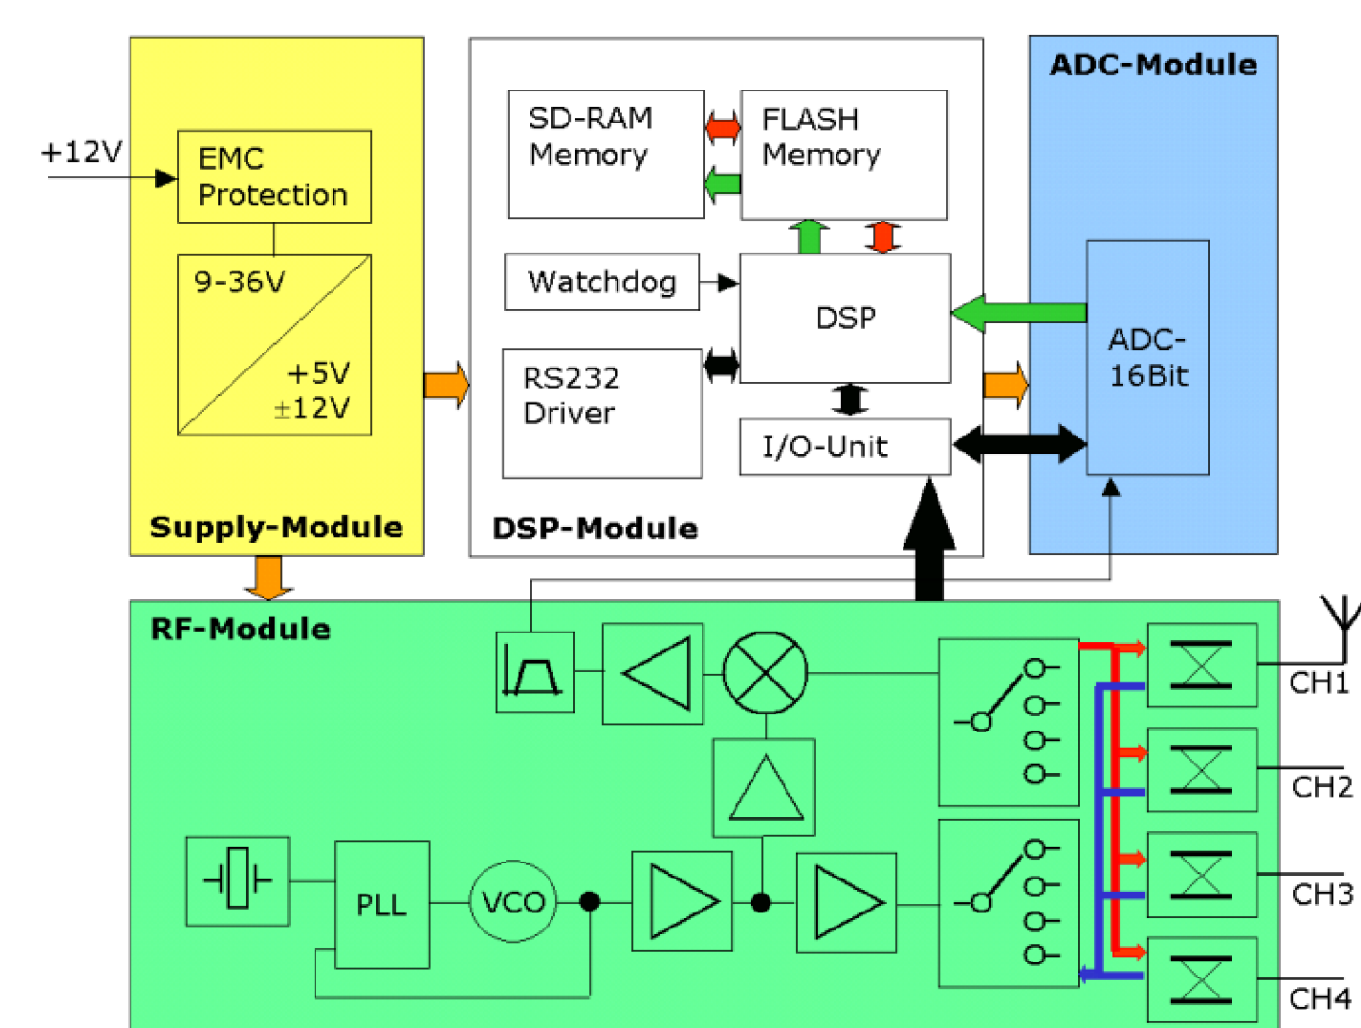 +12V
EMC
Protection
9-36V
+5V
±12V
Supply-Module
SD-RAM
Memory
FLASH
Memory
Watchdog
DSP
RS232
Driver
I/O-Unit
DSP-Module
ADC-Module
ADC-
16Bit
RF-Module
PLL
VCO
CH1
CH2
CH3
CH4